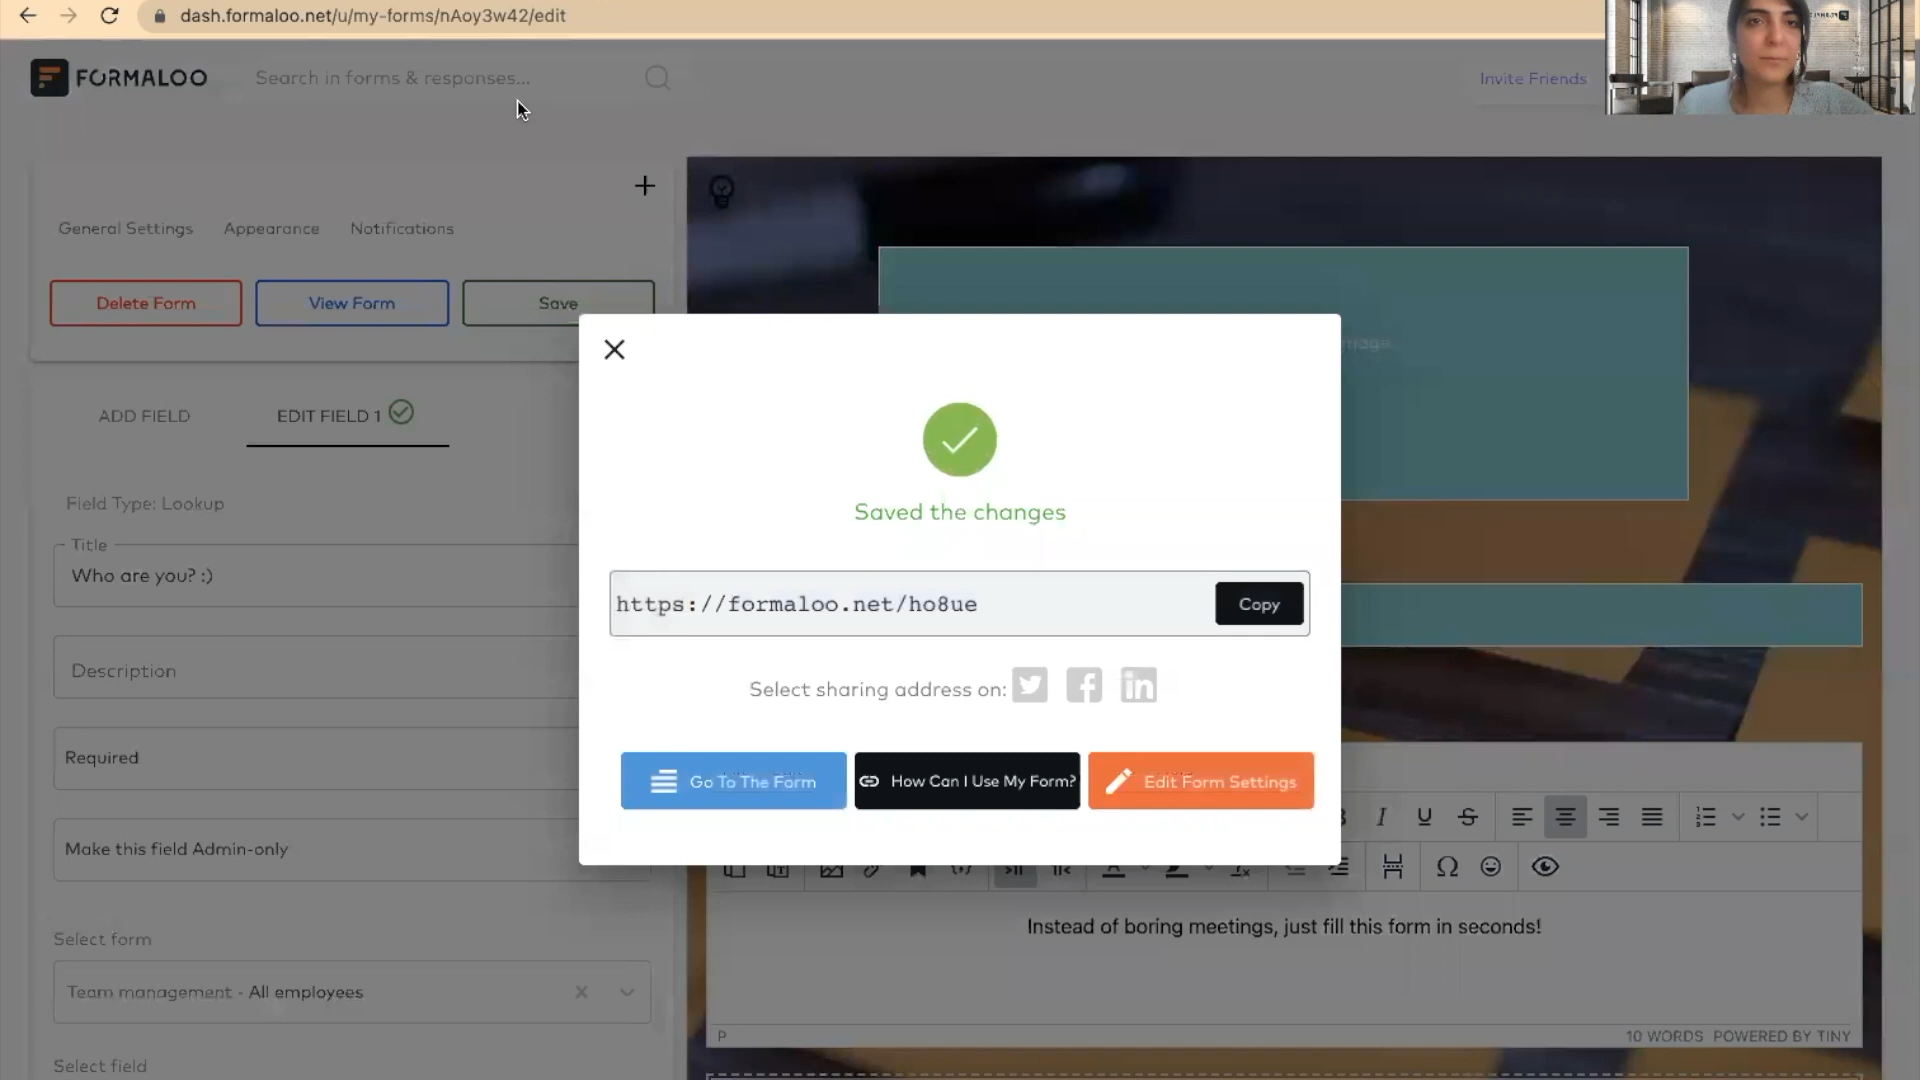 dash.formaloo.net/u/my-forms/nAoy3w42/edit
FORMALOO
Search in forms & responses...
Invite Friends
General Settings
Appearance
Notifications
Delete Form
View Form
Save
ADD FIELD
EDIT FIELD 1
Field Type: Lookup
Title
Who are you? :)
Description
Required
Make this field Admin-only
Select form
Team management - All employees
Select field
Saved the changes
https://formaloo.net/ho8ue
Copy
Select sharing address on:
Go To The Form
How Can I Use My Form?
Edit Form Settings
Instead of boring meetings, just fill this form in seconds!
P
10 WORDS POWERED BY TINY